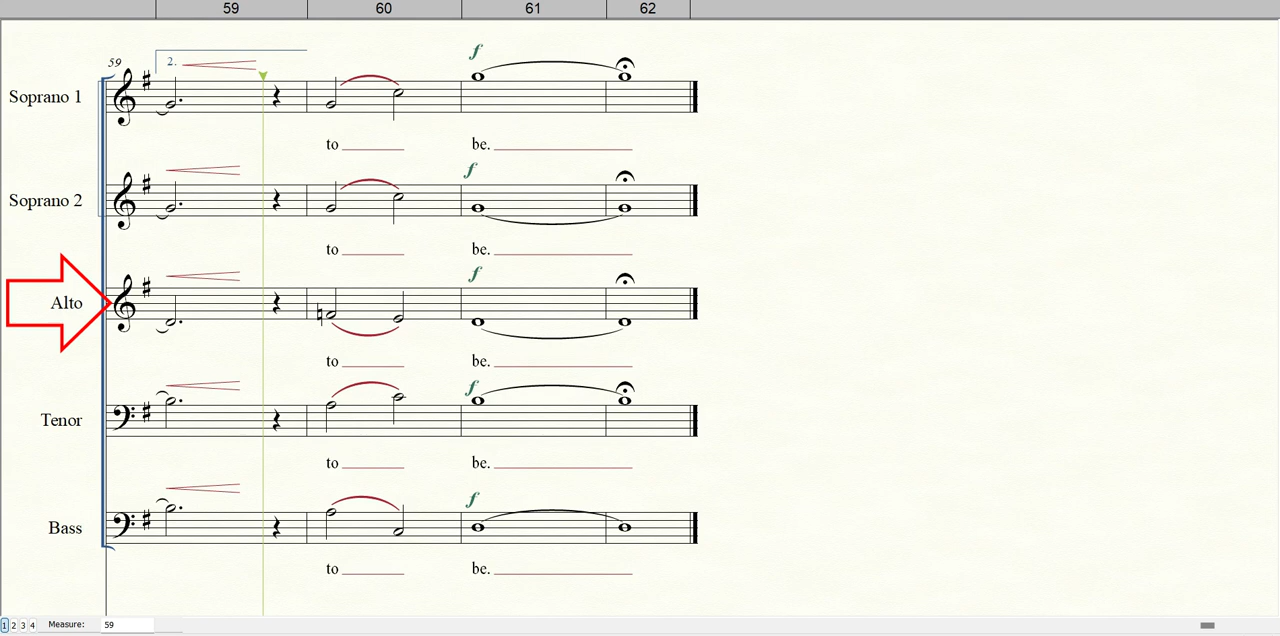 59 60 61 62
59 2. f
Soprano 1
to be.
f
Soprano 2
to be.
f
Alto
to be.
f
Tenor
to be.
f
Bass
to be.
1 2 3 4 Measure: 59